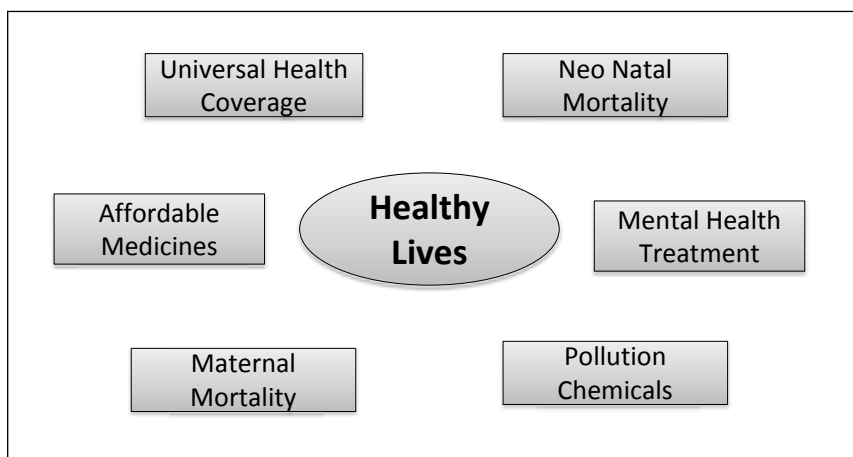 Universal Health
Coverage
Neo Natal
Mortality
Affordable
Medicines
Healthy
Lives
Mental Health
Treatment
Maternal
Mortality
Pollution
Chemicals